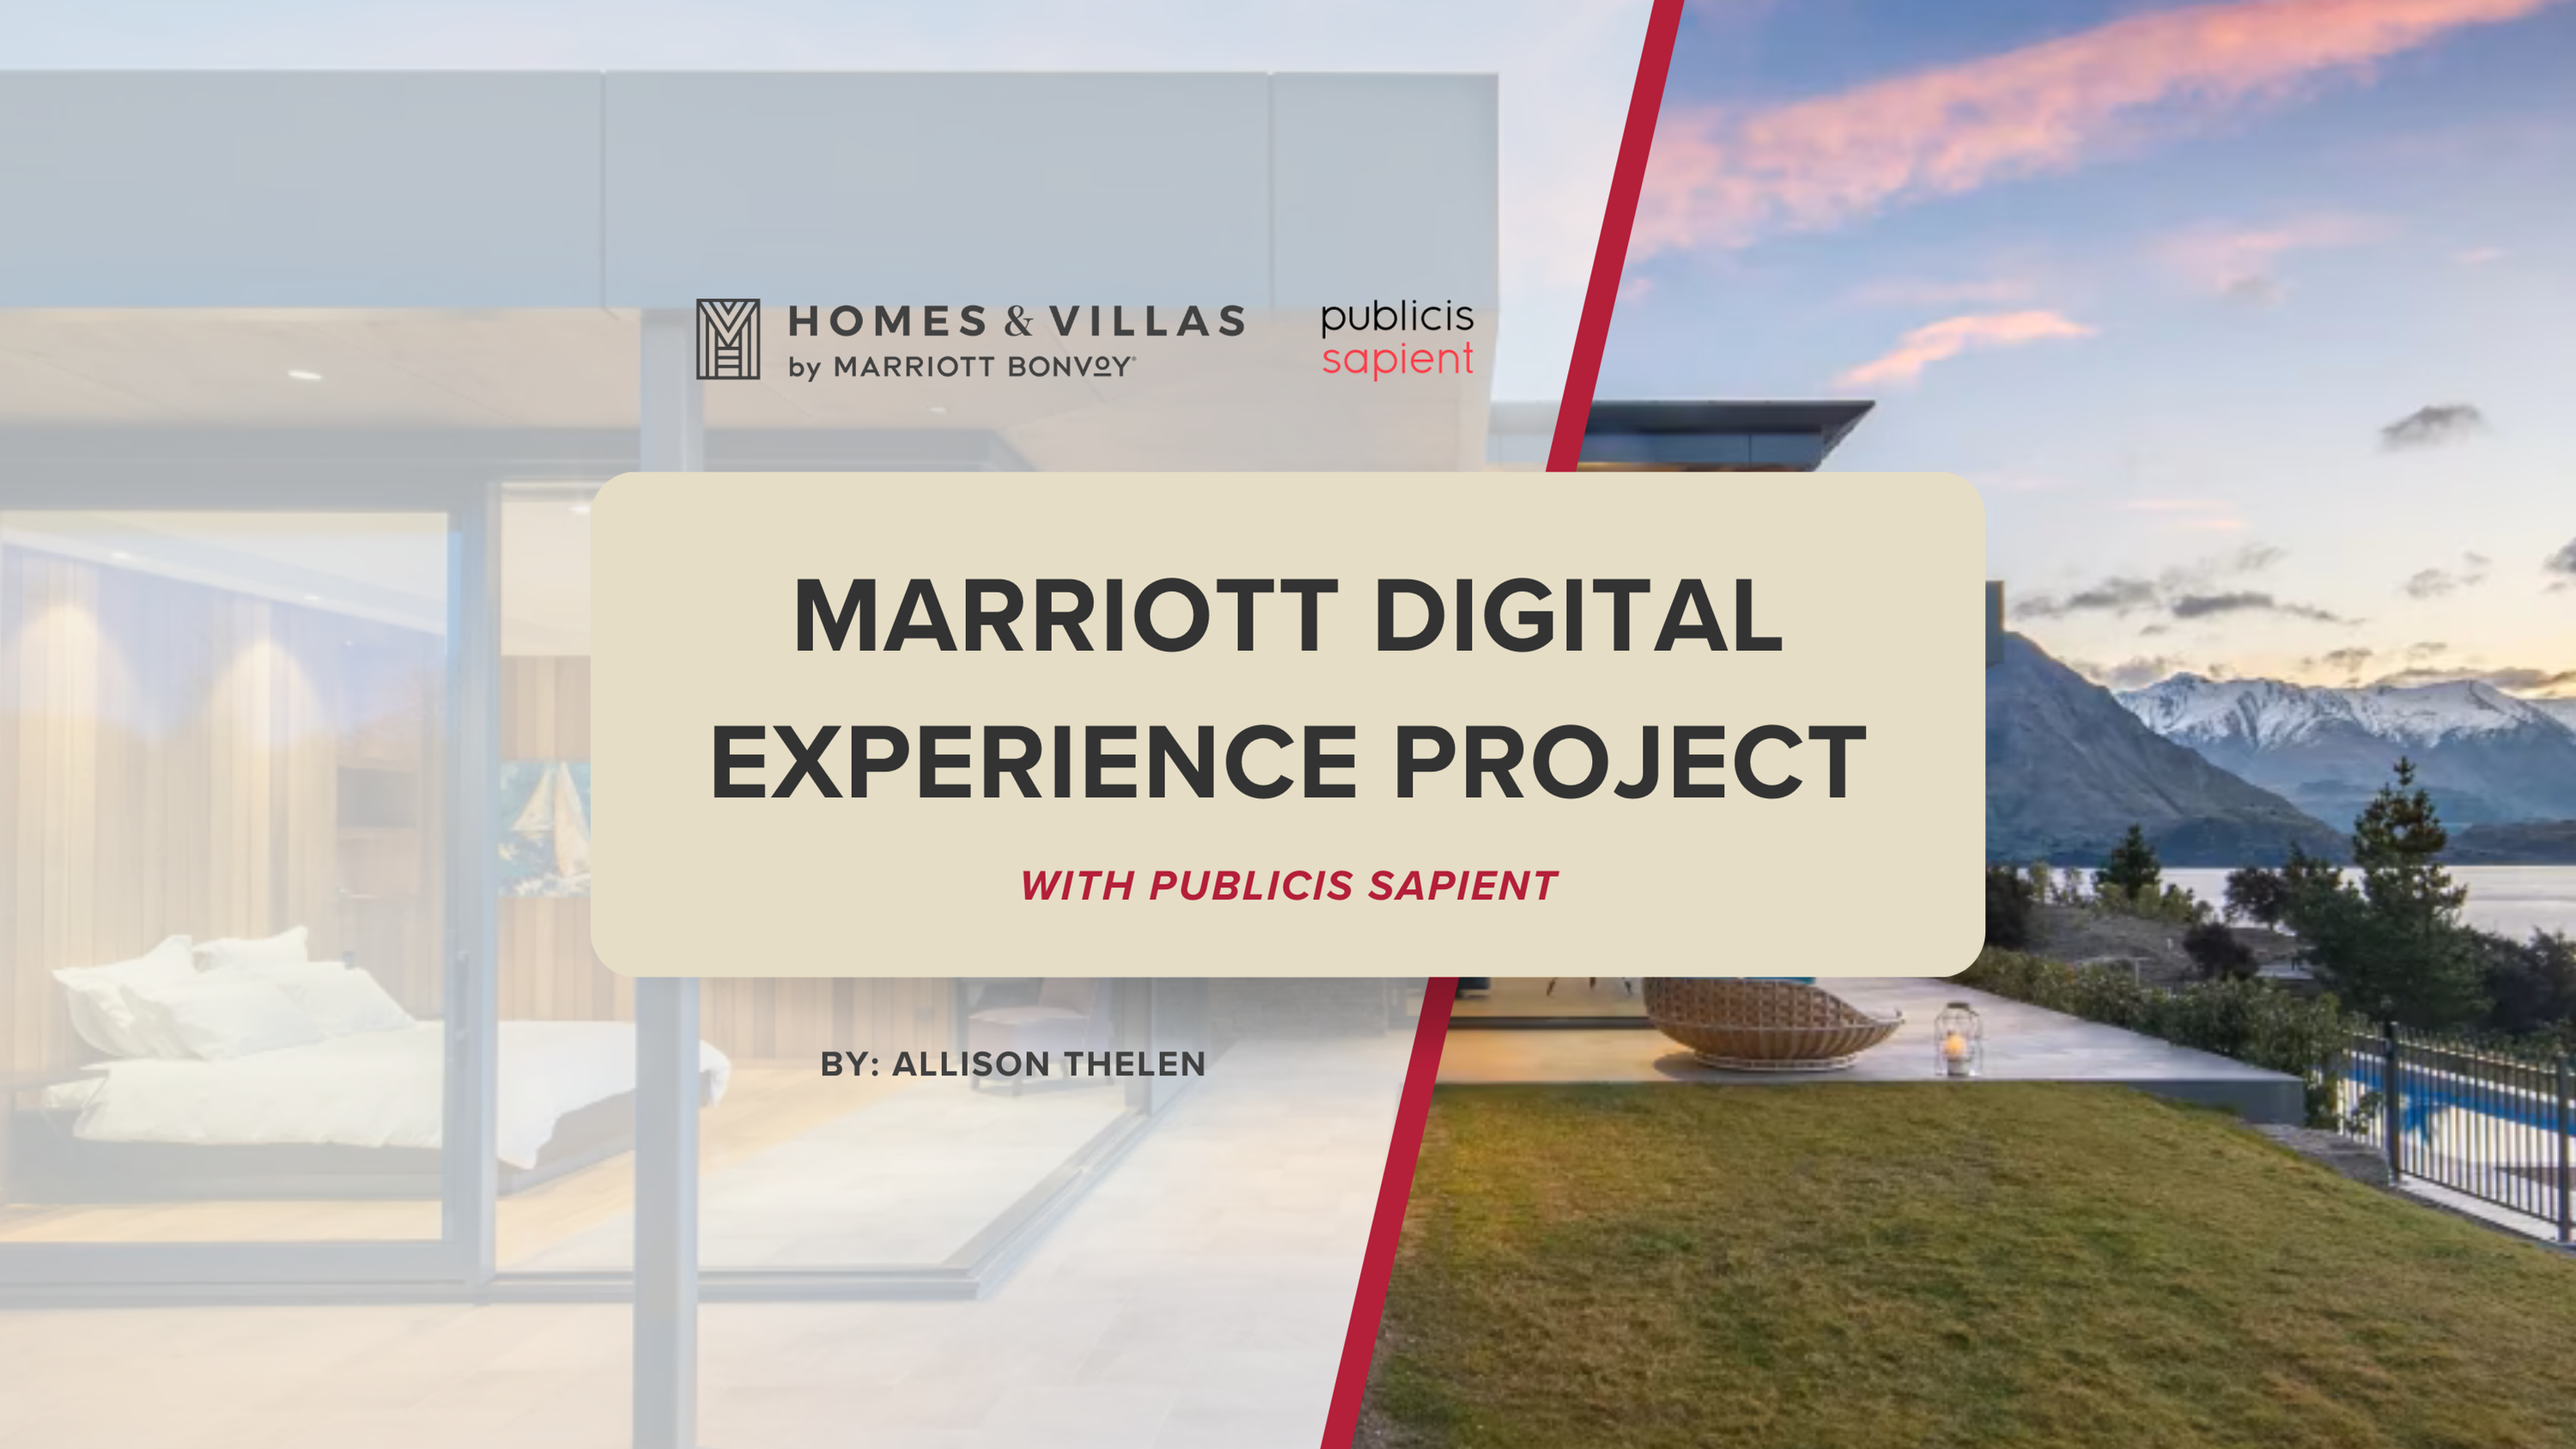 HOMES & VILLAS
by MARRIOTT BONVOY®
publicis
sapient
MARRIOTT DIGITAL
EXPERIENCE PROJECT
WITH PUBLICIS SAPIENT
BY: ALLISON THELEN